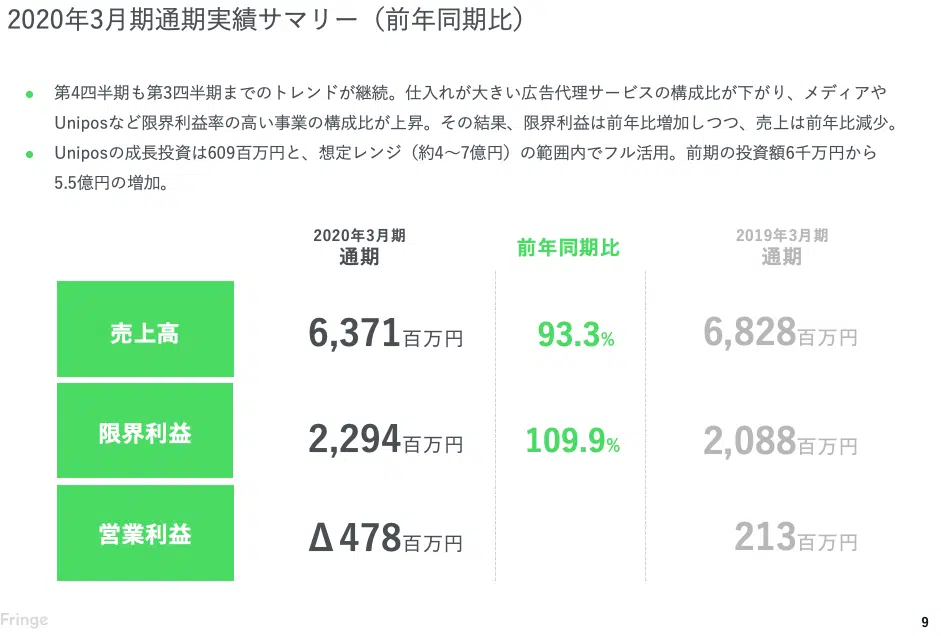 2020年3月期通期実績サマリー（前年同期比）
● 第4四半期も第3四半期までのトレンドが継続。仕入れが大きい広告代理サービスの構成比が下がり、メディアや
Uniposなど限界利益率の高い事業の構成比が上昇。その結果、限界利益は前年比増加しつつ、売上は前年比減少。
● Uniposの成長投資は609百万円と、想定レンジ（約4〜7億円）の範囲内でフル活用。前期の投資額6千万円から
5.5億円の増加。
2020年3月期
通期
前年同期比
2019年3月期
通期
売上高
6,371百万円
93.3%
6,828百万円
限界利益
2,294百万円
109.9%
2,088百万円
営業利益
Δ478百万円
213百万円
Fringe
9